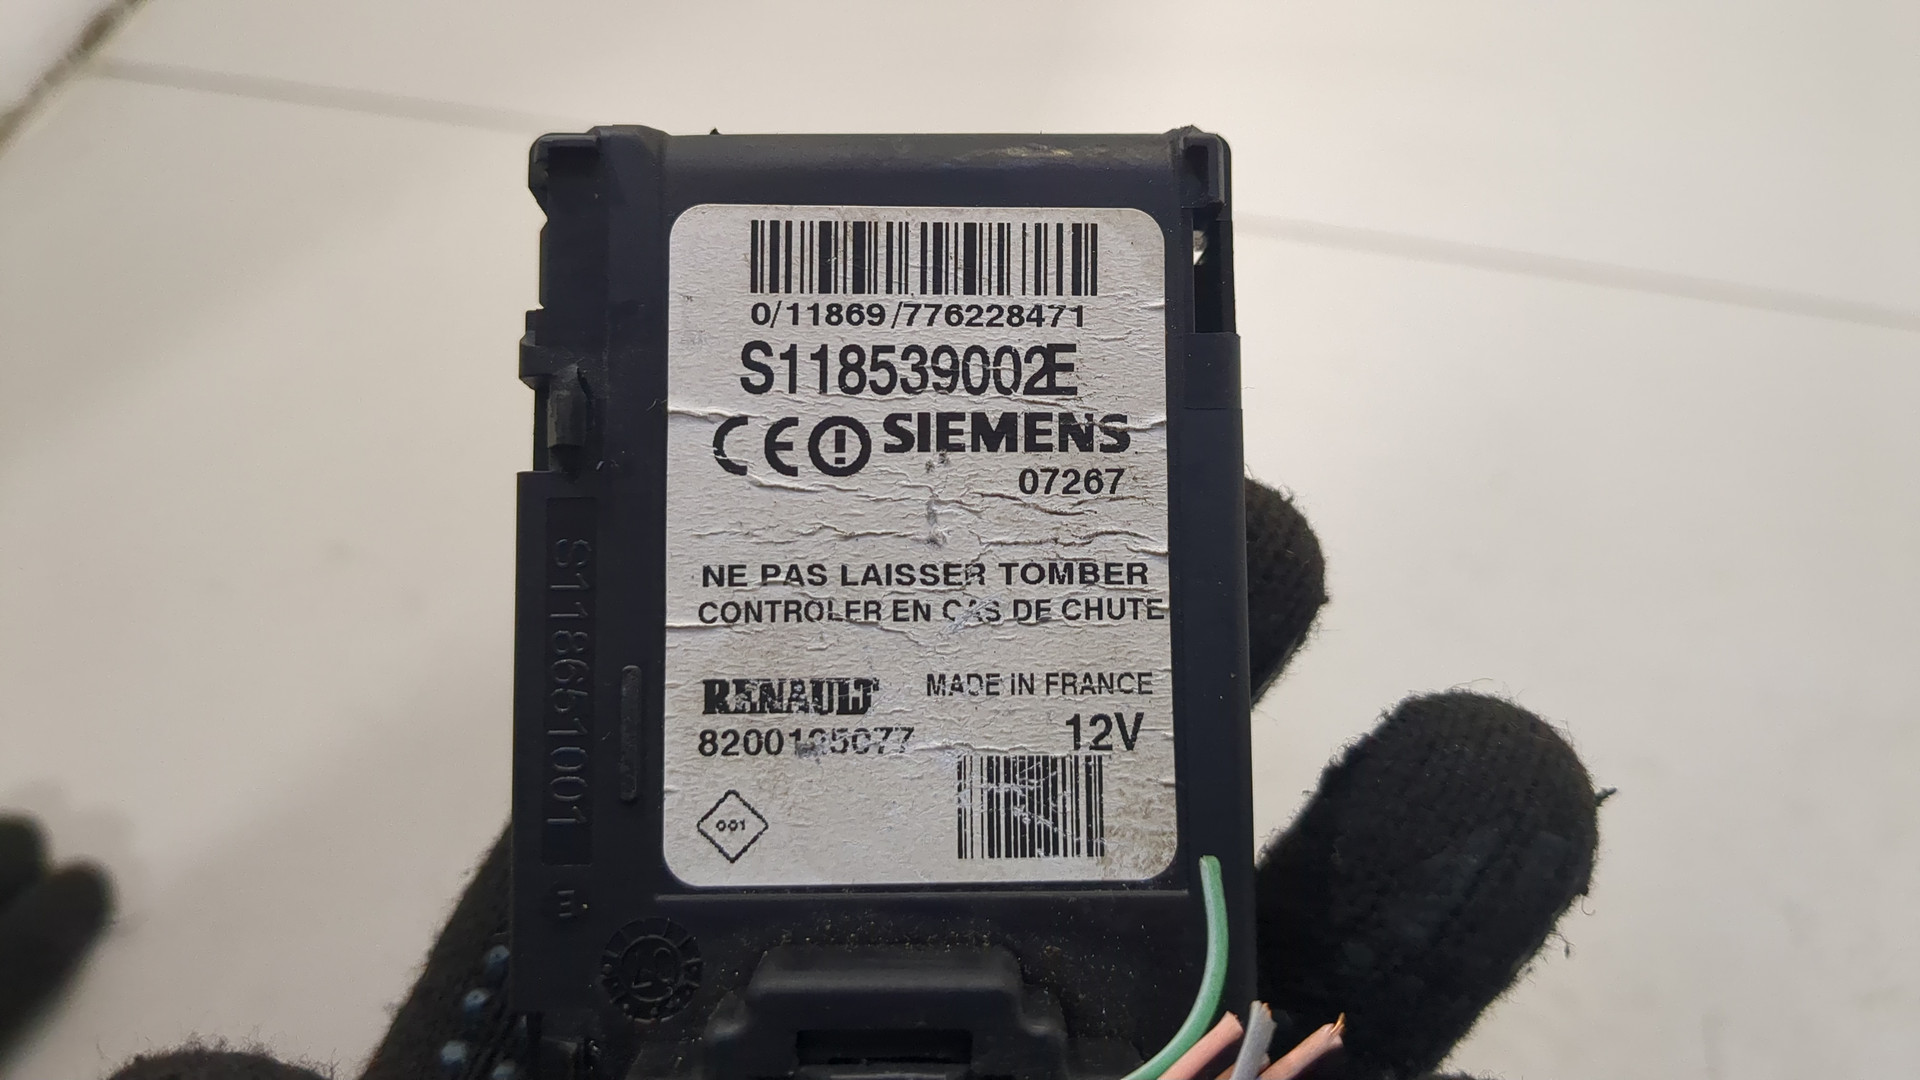 0/11869/776228471
S118539002E
CE SIEMENS
07267
NE PAS LAISSER TOMBER
CONTROLER EN CAS DE CHUTE
RENAULT
MADE IN FRANCE
12V
001
S118651001 E
07